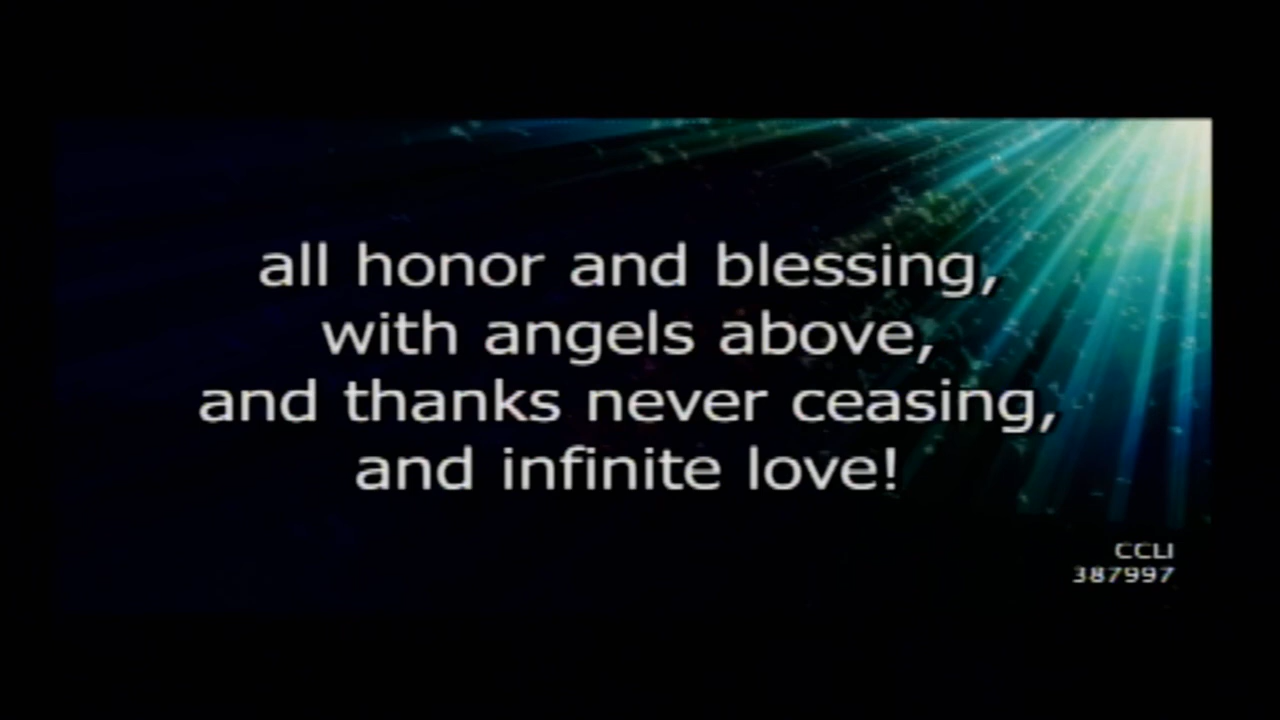 all honor and blessing,
with angels above,
and thanks never ceasing,
and infinite love!
CCLI
387997